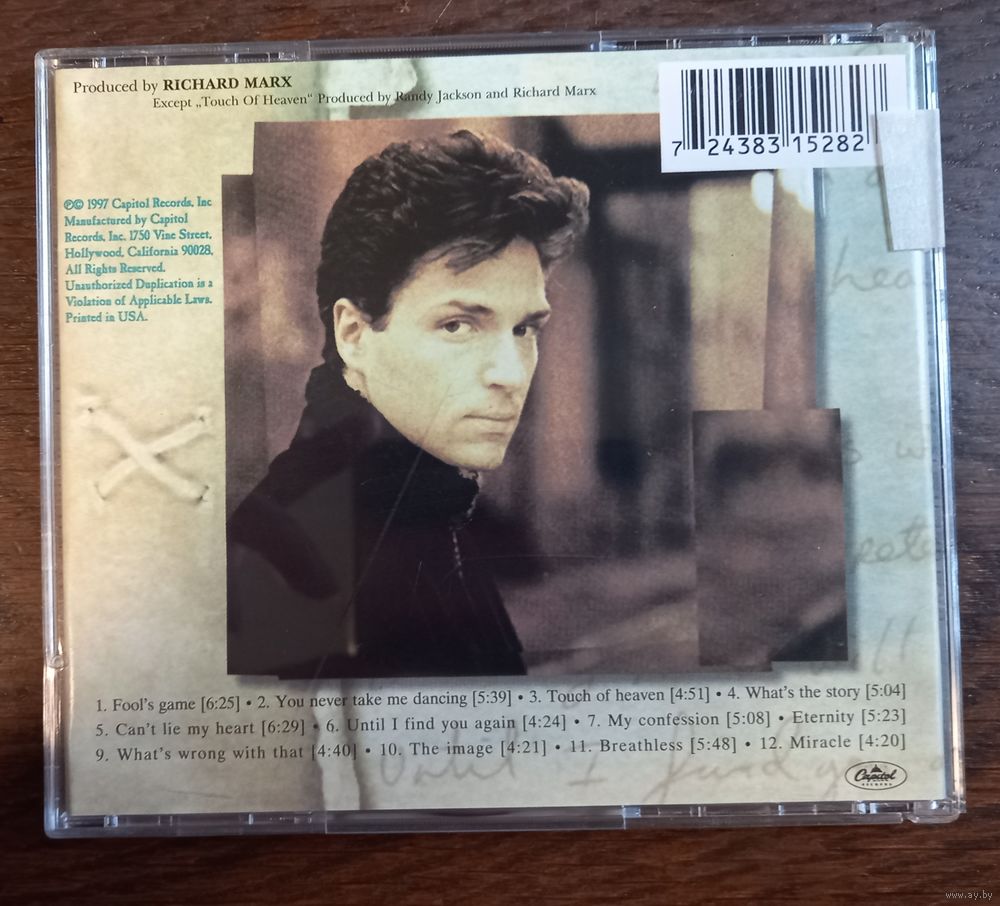 Produced by RICHARD MARX
Except „Touch Of Heaven“ Produced by Randy Jackson and Richard Marx
7 24383 15282
℗© 1997 Capitol Records, Inc
Manufactured by Capitol
Records, Inc. 1750 Vine Street,
Hollywood, California 90028,
All Rights Reserved.
Unauthorized Duplication is a
Violation of Applicable Laws.
Printed in USA.
1. Fool's game [6:25] • 2. You never take me dancing [5:39] • 3. Touch of heaven [4:51] • 4. What's the story [5:04]
5. Can't lie my heart [6:29] • 6. Until I find you again [4:24] • 7. My confession [5:08] • Eternity [5:23]
9. What's wrong with that [4:40] • 10. The image [4:21] • 11. Breathless [5:48] • 12. Miracle [4:20]
Until I find
Capitol
RECORDS
www.ay.by